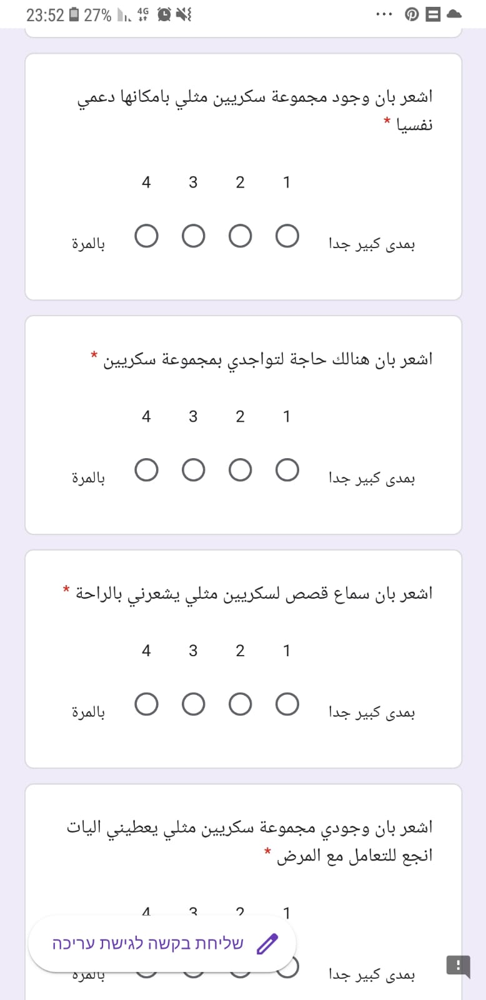 23:52 27% 4G
اشعر بان وجود مجموعة سكريين مثلي بامكانها دعمي
نفسيا *
1 2 3 4
بمدى كبير جدا بالمرة
اشعر بان هنالك حاجة لتواجدي بمجموعة سكريين *
1 2 3 4
بمدى كبير جدا بالمرة
اشعر بان سماع قصص لسكريين مثلي يشعرني بالراحة *
1 2 3 4
بمدى كبير جدا بالمرة
اشعر بان وجودي مجموعة سكريين مثلي يعطيني اليات
انجع للتعامل مع المرض *
1 2 3 4
שליחת בקשה לגישת עריכה
بمدى كبير جدا بالمرة